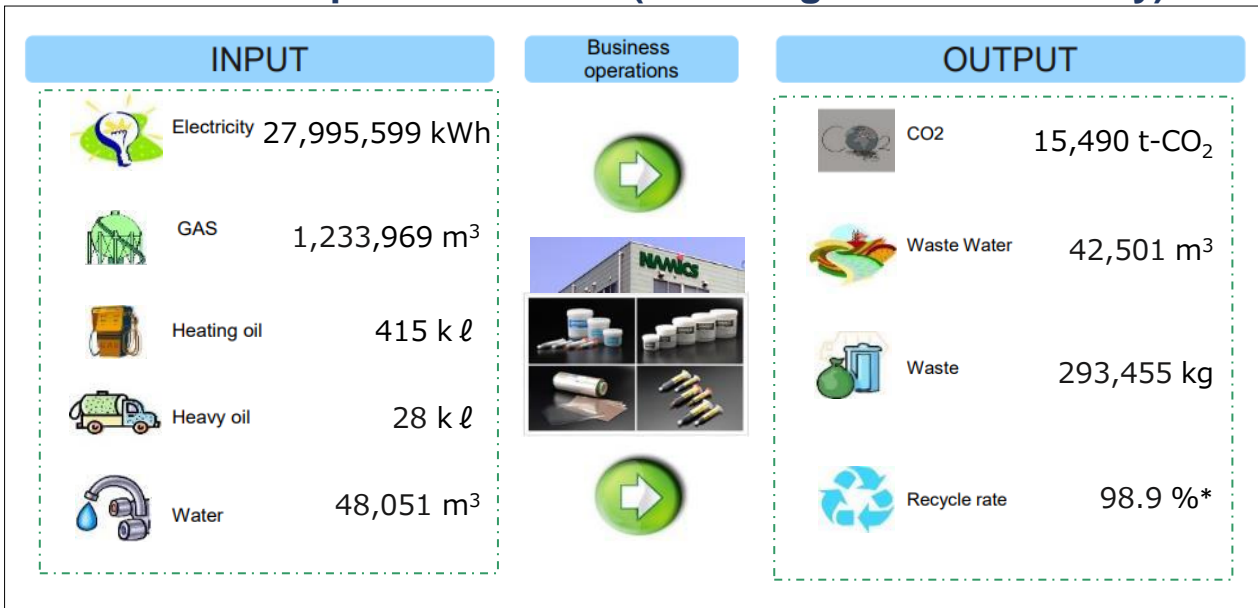 INPUT
Electricity 27,995,599 kWh
GAS 1,233,969 m³
Heating oil 415 k ℓ
Heavy oil 28 k ℓ
Water 48,051 m³
Business
operations
NAMICS
OUTPUT
CO2 15,490 t-CO₂
Waste Water 42,501 m³
Waste 293,455 kg
Recycle rate 98.9 %*